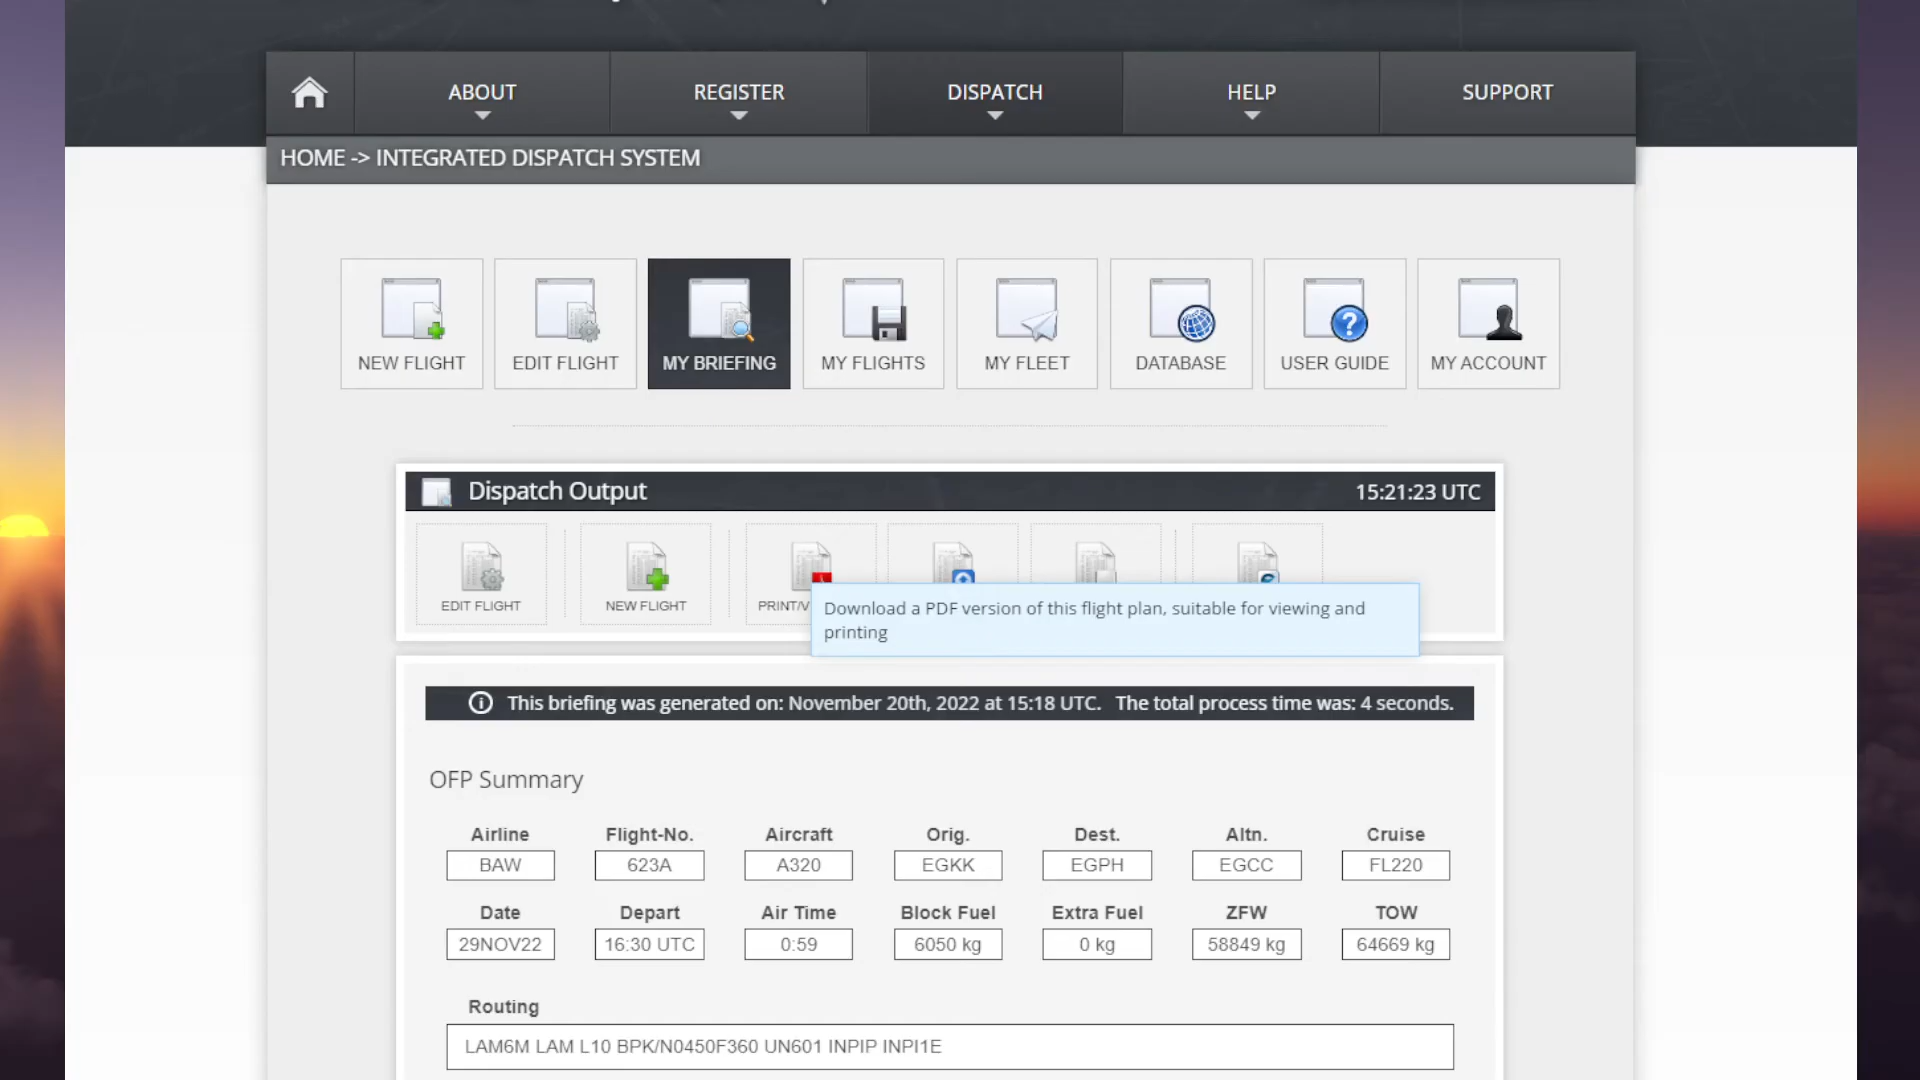 ABOUT
REGISTER
DISPATCH
HELP
SUPPORT
HOME -> INTEGRATED DISPATCH SYSTEM
NEW FLIGHT
EDIT FLIGHT
MY BRIEFING
MY FLIGHTS
MY FLEET
DATABASE
USER GUIDE
MY ACCOUNT
Dispatch Output
15:21:23 UTC
EDIT FLIGHT
NEW FLIGHT
PRINT/V
Download a PDF version of this flight plan, suitable for viewing and
printing
This briefing was generated on: November 20th, 2022 at 15:18 UTC. The total process time was: 4 seconds.
OFP Summary
Airline Flight-No. Aircraft Orig. Dest. Altn. Cruise
BAW 623A A320 EGKK EGPH EGCC FL220
Date Depart Air Time Block Fuel Extra Fuel ZFW TOW
29NOV22 16:30 UTC 0:59 6050 kg 0 kg 58849 kg 64669 kg
Routing
LAM6M LAM L10 BPK/N0450F360 UN601 INPIP INPI1E